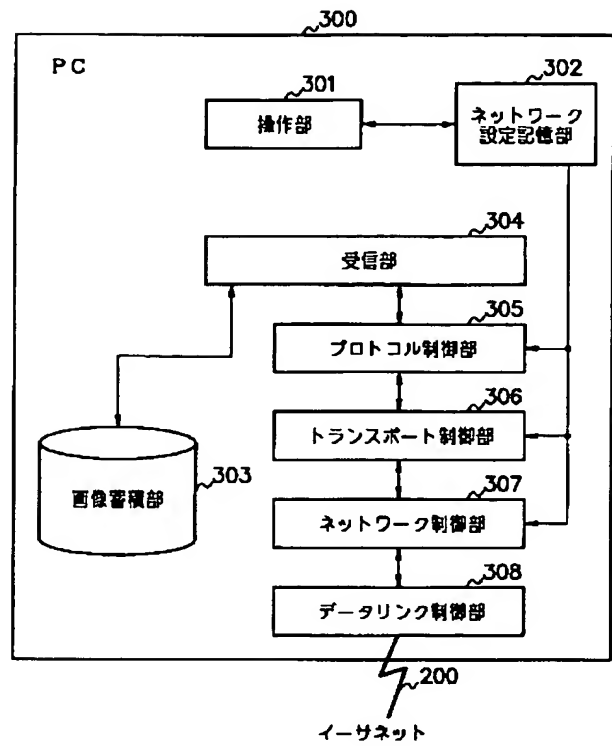 300
PC
301
操作部
302
ネットワーク
設定記憶部
304
受信部
305
プロトコル制御部
306
トランスポート制御部
画像蓄積部
303
307
ネットワーク制御部
308
データリンク制御部
200
イーサネット